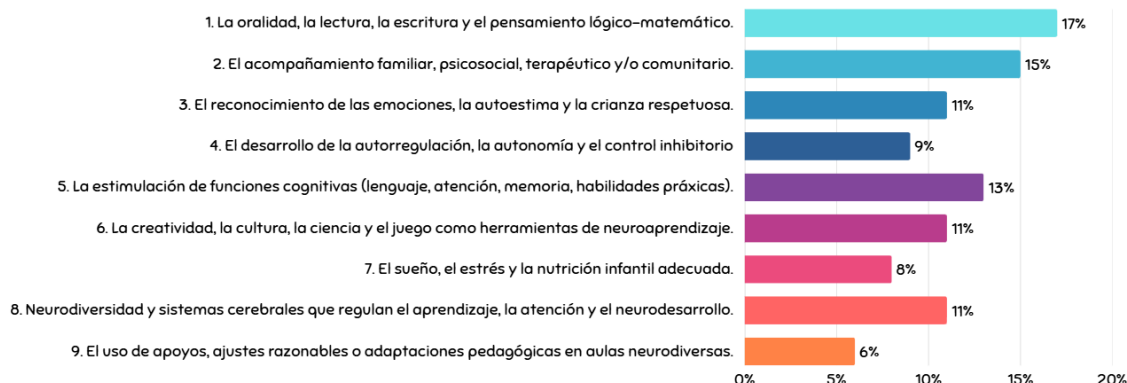 1. La oralidad, la lectura, la escritura y el pensamiento lógico-matemático. 17%
2. El acompañamiento familiar, psicosocial, terapéutico y/o comunitario. 15%
3. El reconocimiento de las emociones, la autoestima y la crianza respetuosa. 11%
4. El desarrollo de la autorregulación, la autonomía y el control inhibitorio 9%
5. La estimulación de funciones cognitivas (lenguaje, atención, memoria, habilidades práxicas). 13%
6. La creatividad, la cultura, la ciencia y el juego como herramientas de neuroaprendizaje. 11%
7. El sueño, el estrés y la nutrición infantil adecuada. 8%
8. Neurodiversidad y sistemas cerebrales que regulan el aprendizaje, la atención y el neurodesarrollo. 11%
9. El uso de apoyos, ajustes razonables o adaptaciones pedagógicas en aulas neurodiversas. 6%
0% 5% 10% 15% 20%